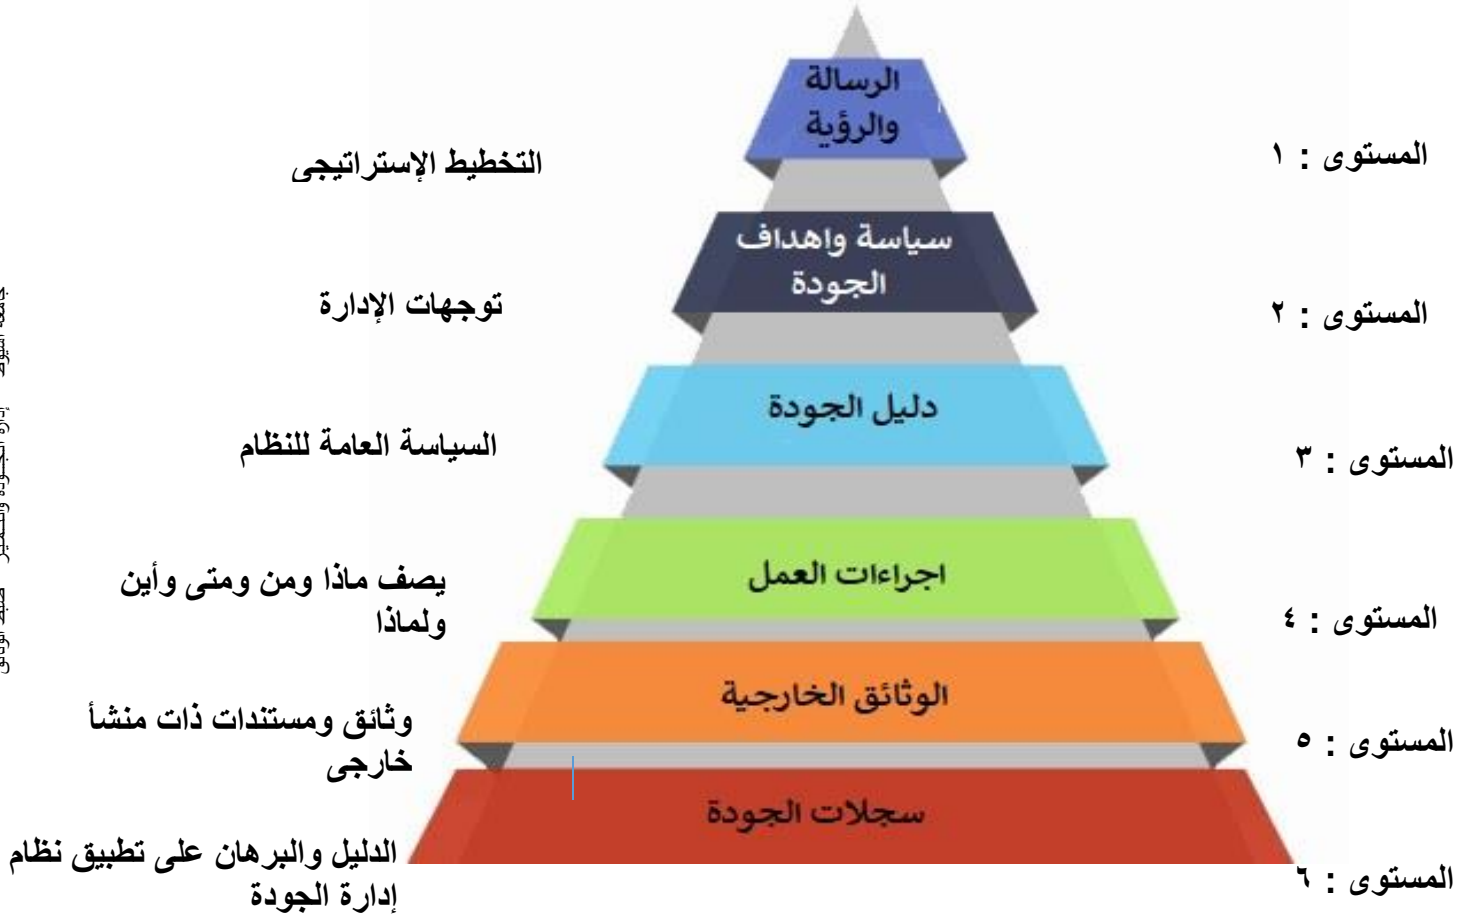 الرسالة
والرؤية
المستوى : ١
التخطيط الإستراتيجى
سياسة واهداف
الجودة
المستوى : ٢
توجهات الإدارة
دليل الجودة
المستوى : ٣
السياسة العامة للنظام
اجراءات العمل
المستوى : ٤
يصف ماذا ومن ومتى وأين
ولماذا
الوثائق الخارجية
المستوى : ٥
وثائق ومستندات ذات منشأ
خارجى
سجلات الجودة
المستوى : ٦
الدليل والبرهان على تطبيق نظام
إدارة الجودة